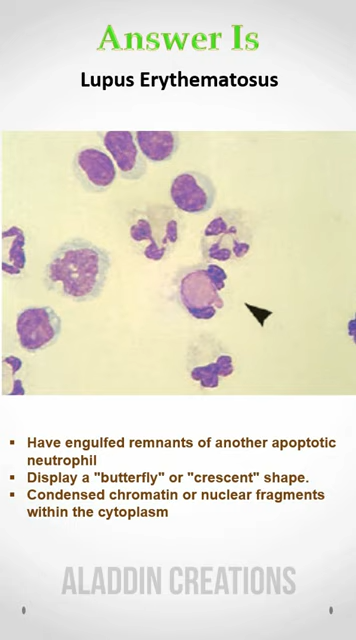 Answer Is
Lupus Erythematosus
▪ Have engulfed remnants of another apoptotic
neutrophil
▪ Display a "butterfly" or "crescent" shape.
▪ Condensed chromatin or nuclear fragments
within the cytoplasm
ALADDIN CREATIONS